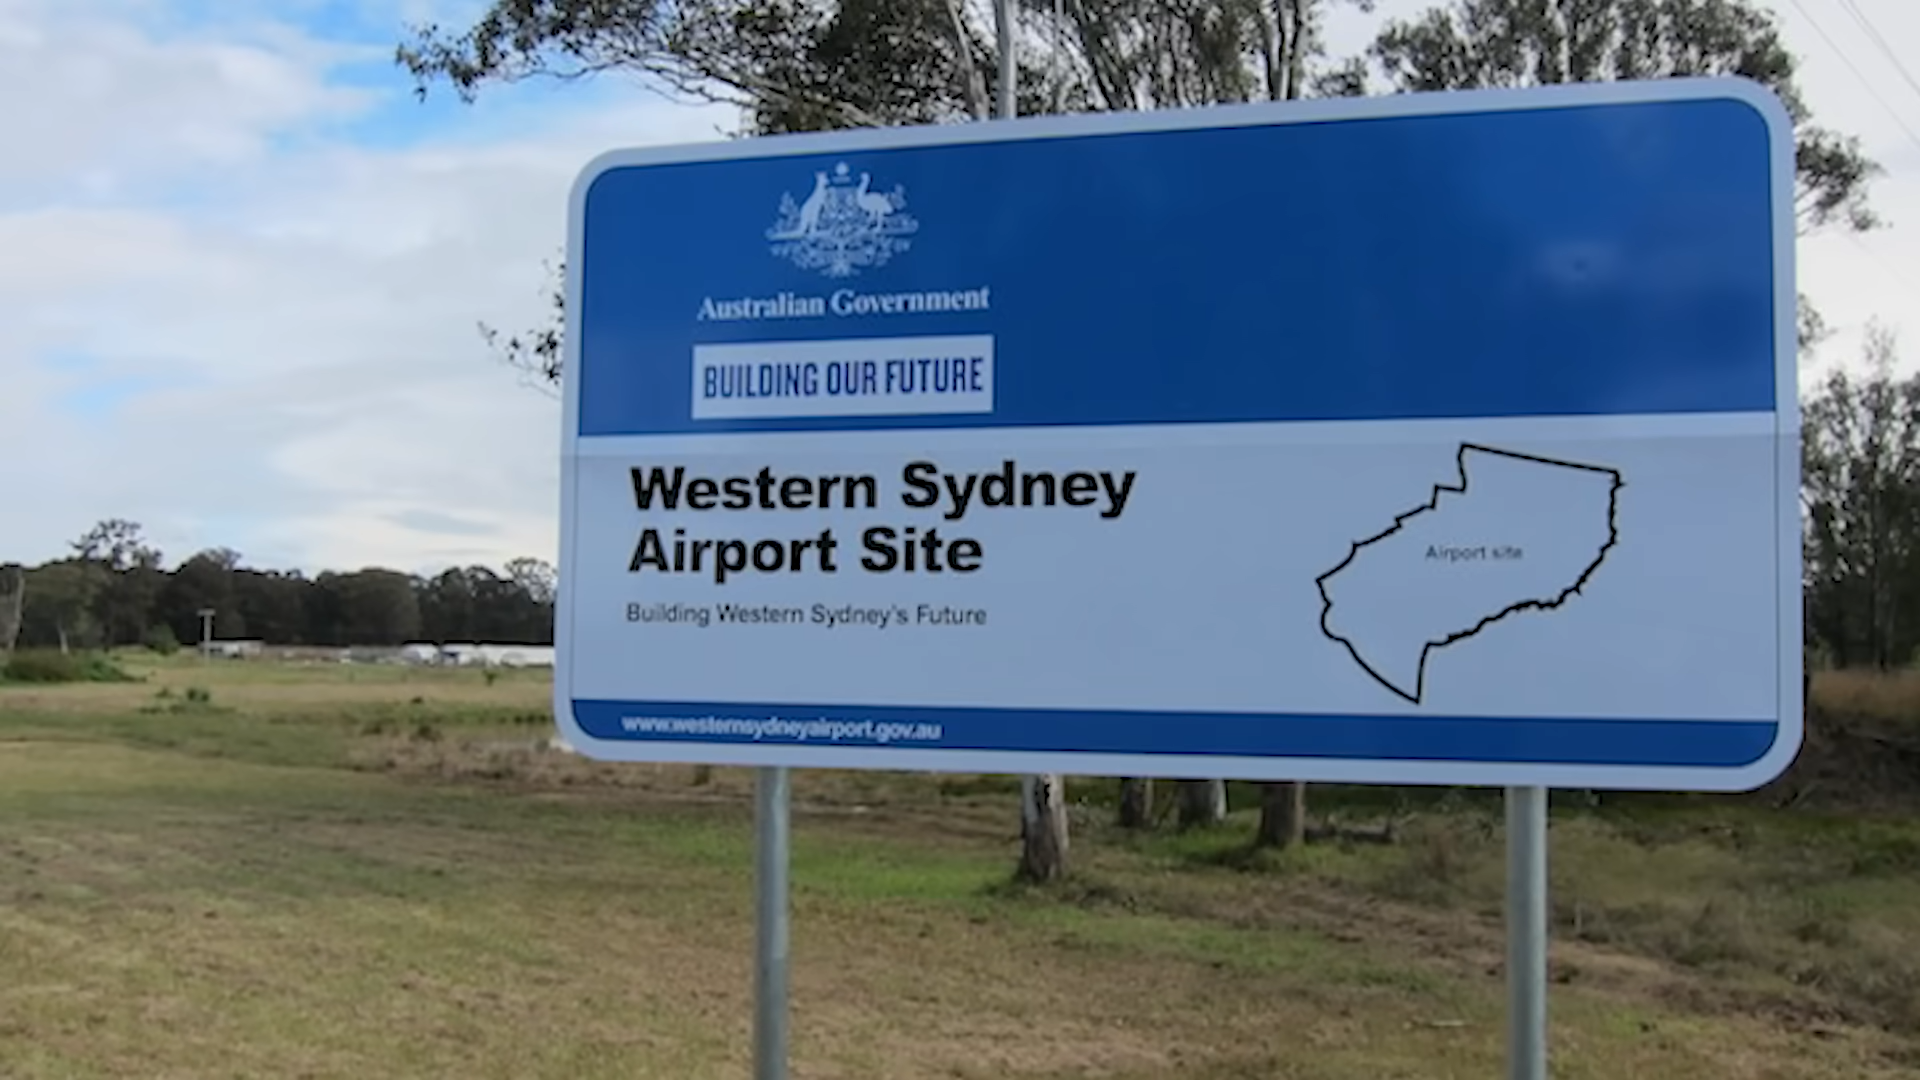 Australian Government
BUILDING OUR FUTURE
Western Sydney
Airport Site
Building Western Sydney's Future
Airport site
www.westernsydneyairport.gov.au